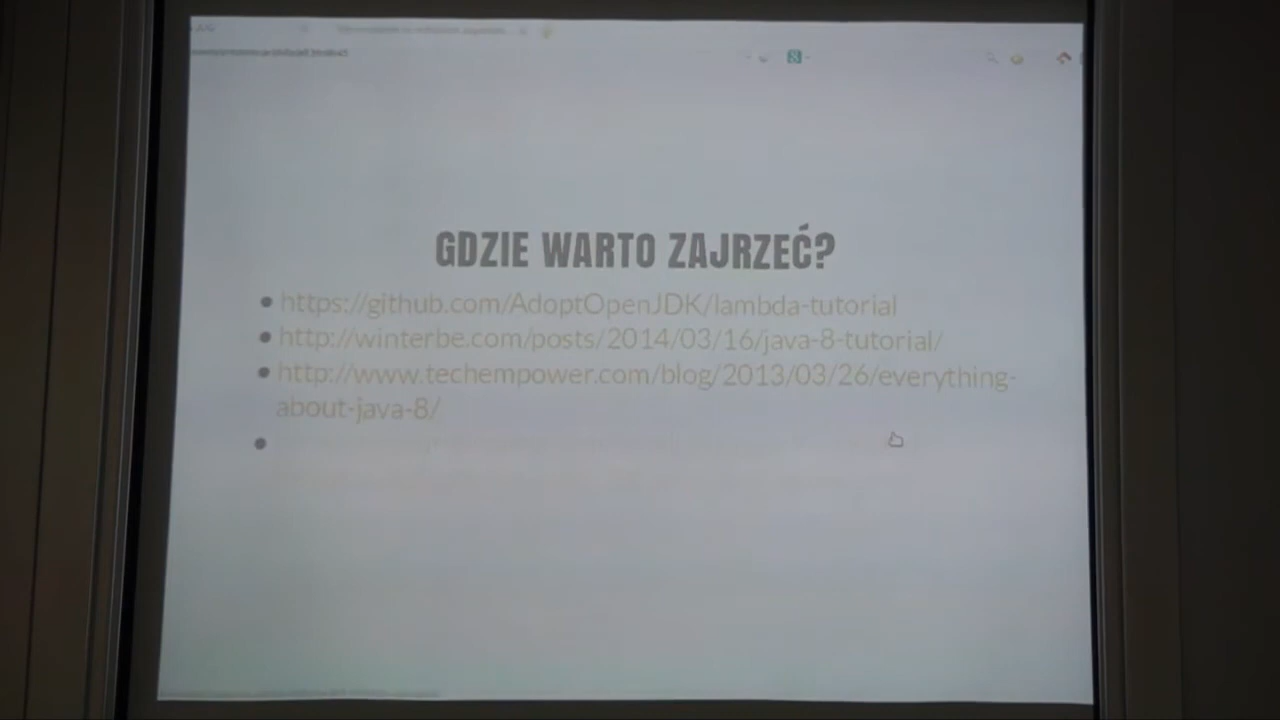 GDZIE WARTO ZAJRZEĆ?
https://github.com/AdoptOpenJDK/lambda-tutorial
http://winterbe.com/posts/2014/03/16/java-8-tutorial/
http://www.techempower.com/blog/2013/03/26/everything-
about-java-8/